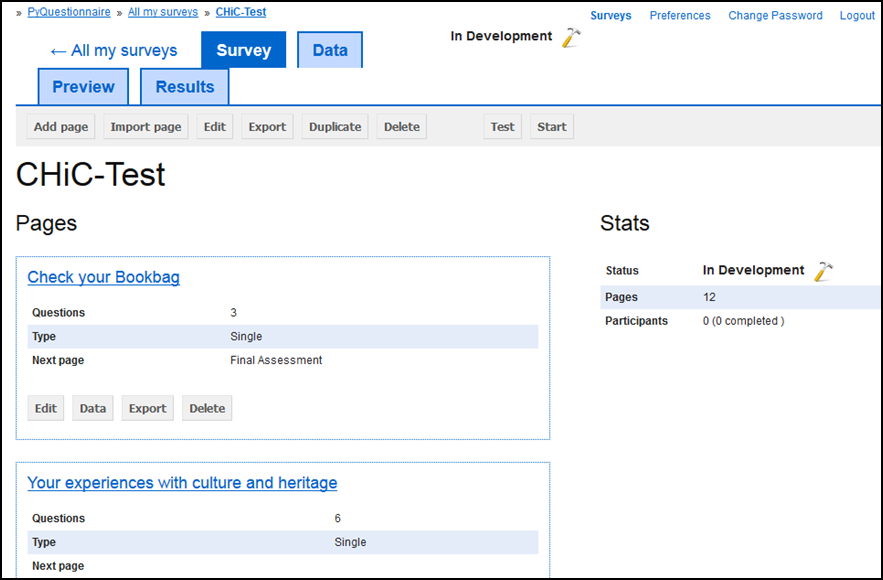 » PyQuestionnaire » All my surveys » CHiC-Test
Surveys Preferences Change Password Logout
In Development
← All my surveys Survey Data
Preview Results
Add page Import page Edit Export Duplicate Delete Test Start
CHiC-Test
Pages
Check your Bookbag
Questions 3
Type Single
Next page Final Assessment
Edit Data Export Delete
Your experiences with culture and heritage
Questions 6
Type Single
Next page
Stats
Status In Development
Pages 12
Participants 0 (0 completed )